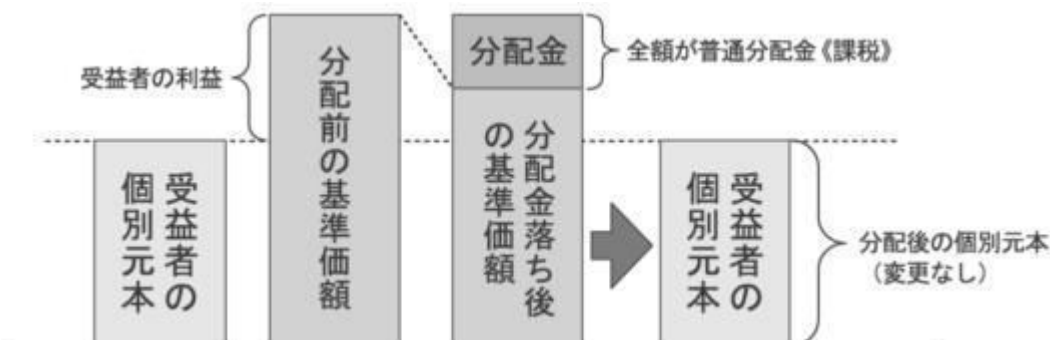 受益者の利益
受益者の
個別元本
分配前の基準価額
分配金
全額が普通分配金《課税》
分配金落ち後
の基準価額
受益者の
個別元本
分配後の個別元本
（変更なし）